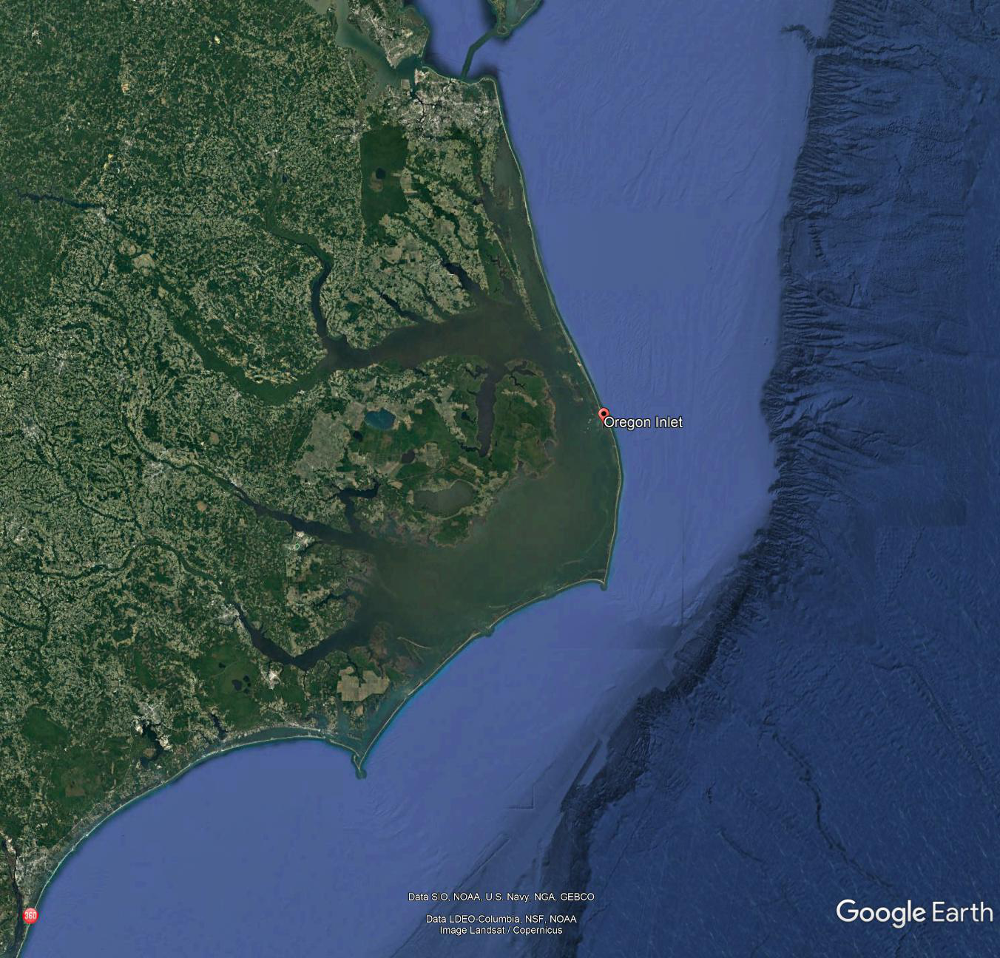 Oregon Inlet
Data SIO, NOAA, U.S. Navy, NGA, GEBCO
Data LDEO-Columbia, NSF, NOAA
Image Landsat / Copernicus
360
Google Earth